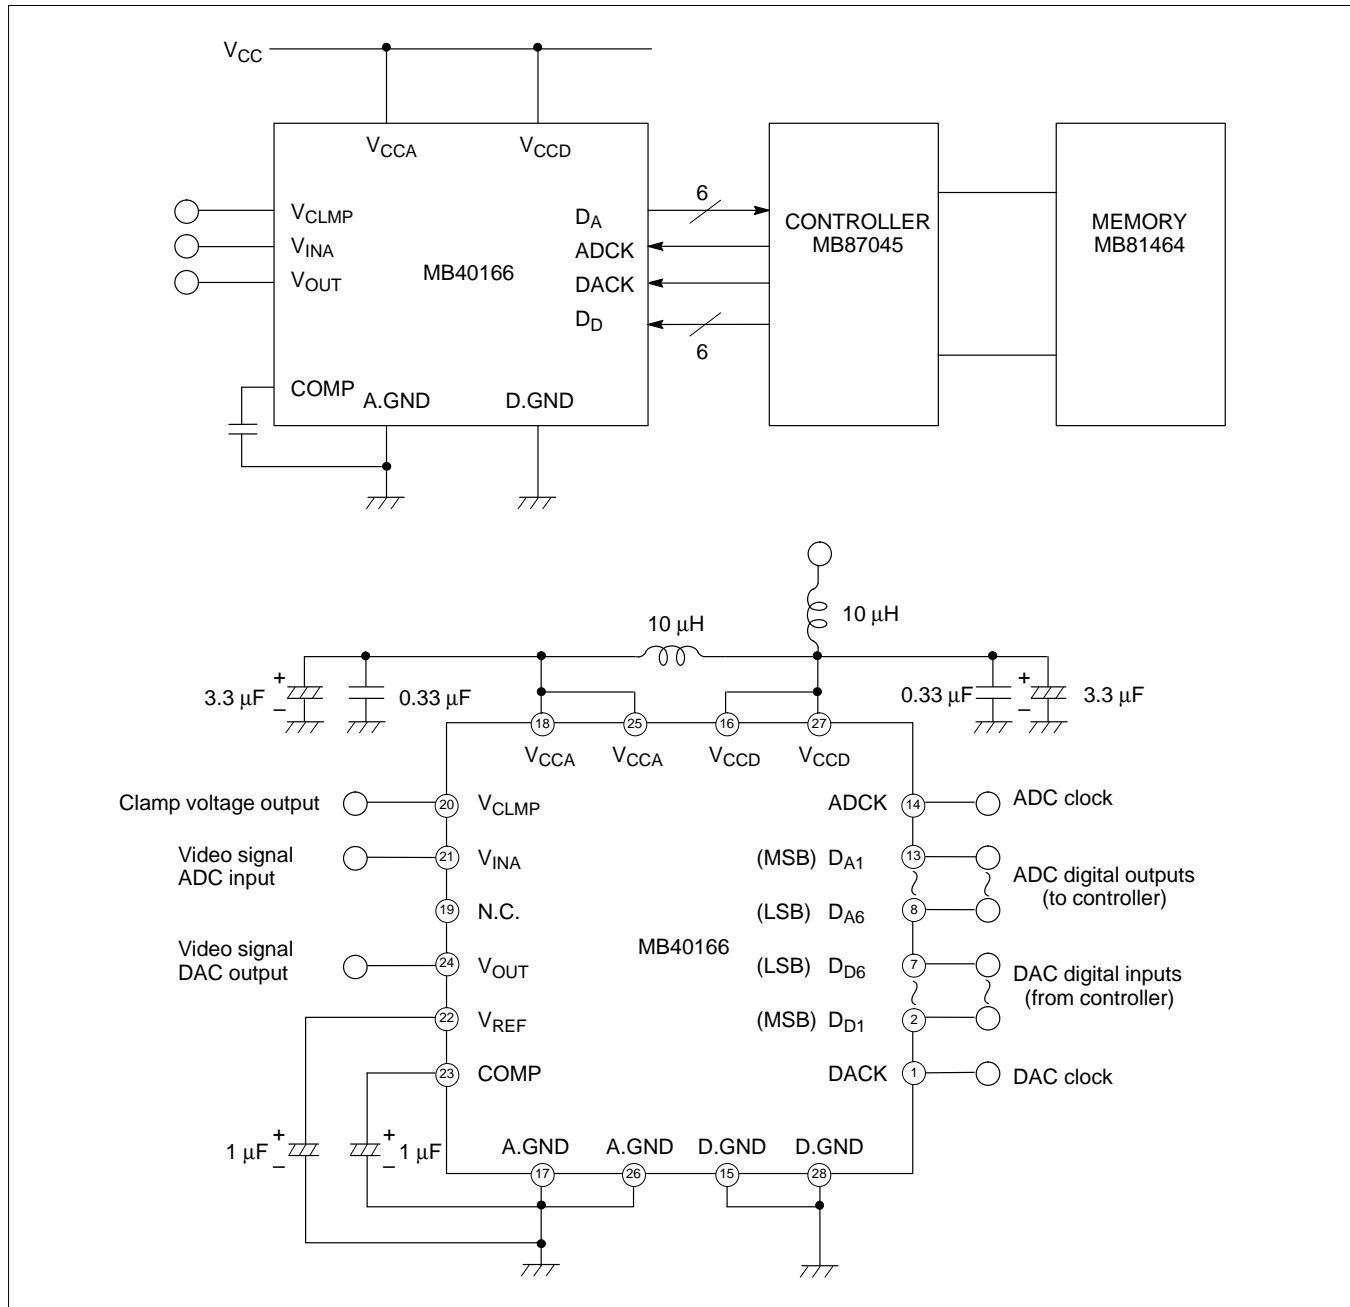 VCC
VCCA VCCD
VCLMP
VINA
VOUT
MB40166
DA
ADCK
DACK
DD
6
6
COMP
A.GND D.GND
CONTROLLER
MB87045
MEMORY
MB81464
10 μH
10 μH
+
3.3 μF
–
0.33 μF
0.33 μF
+
3.3 μF
–
18 25 16 27
VCCA VCCA VCCD VCCD
Clamp voltage output
20 VCLMP
Video signal
ADC input
21 VINA
19 N.C.
Video signal
DAC output
24 VOUT
22 VREF
23 COMP
MB40166
ADCK 14 ADC clock
(MSB) DA1 13
ADC digital outputs
(to controller)
(LSB) DA6 8
(LSB) DD6 7
DAC digital inputs
(from controller)
(MSB) DD1 2
DACK 1 DAC clock
+
1 μF
–
+
1 μF
–
A.GND A.GND D.GND D.GND
17 26 15 28